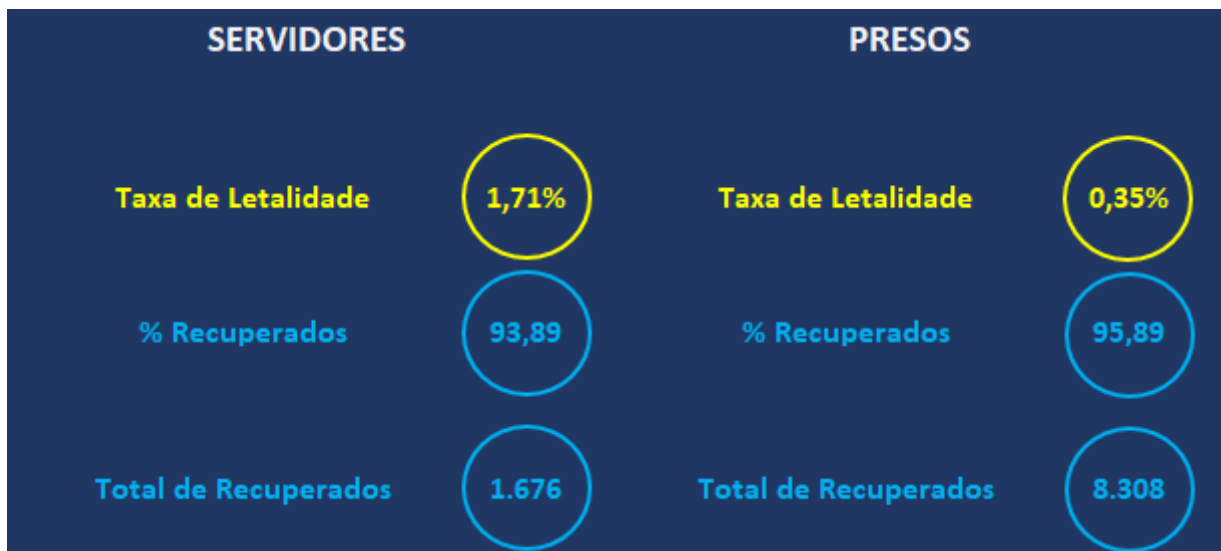 SERVIDORES PRESOS
Taxa de Letalidade 1,71% Taxa de Letalidade 0,35%
% Recuperados 93,89 % Recuperados 95,89
Total de Recuperados 1.676 Total de Recuperados 8.308